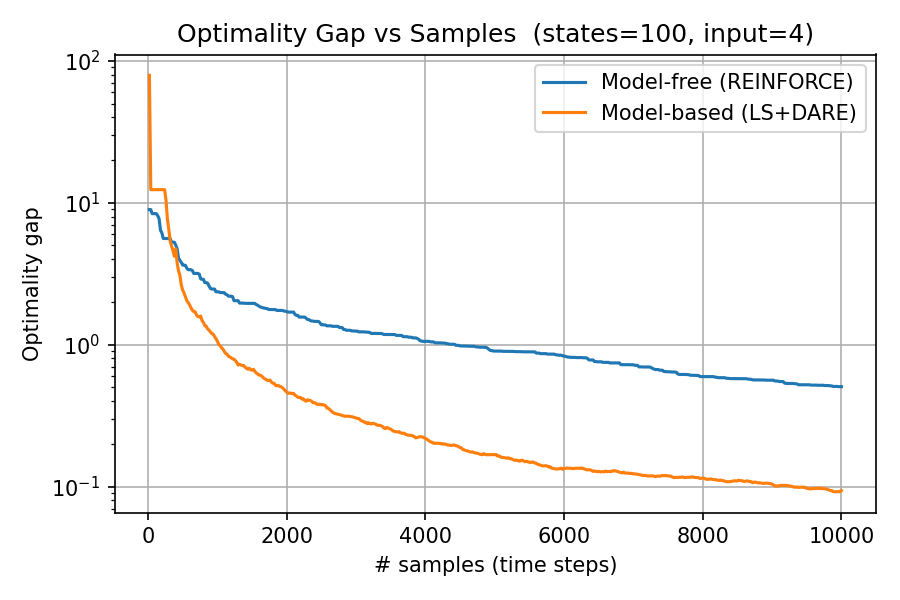 Optimality Gap vs Samples (states=100, input=4)
Model-free (REINFORCE)
Model-based (LS+DARE)
Optimality gap
10²
10¹
10⁰
10⁻¹
0 2000 4000 6000 8000 10000
# samples (time steps)